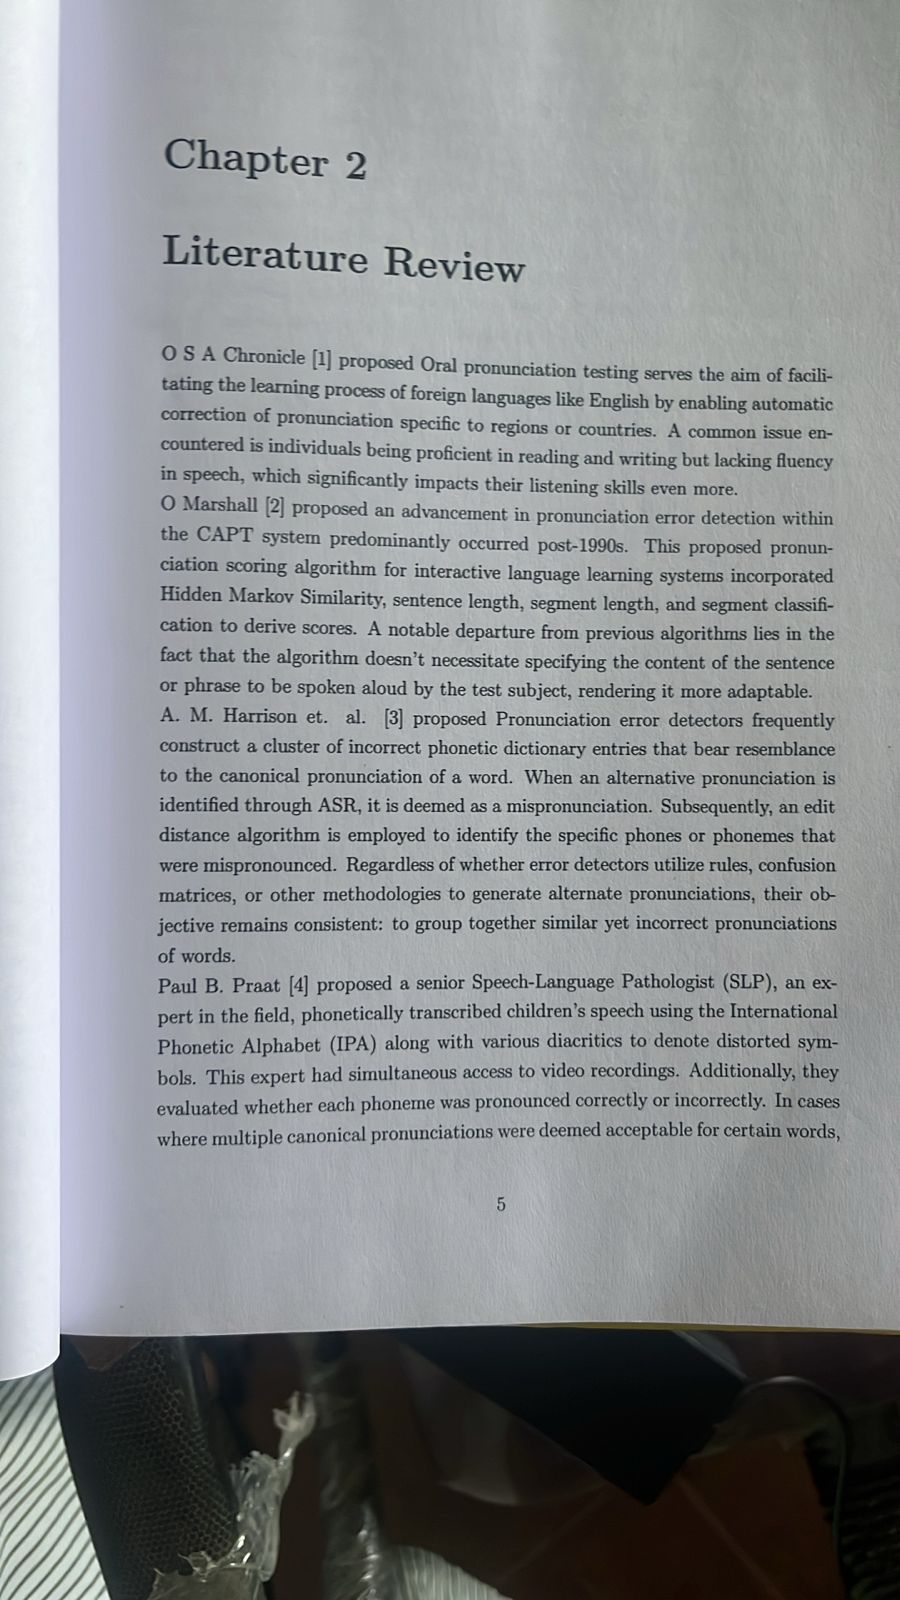 Chapter 2
Literature Review
O S A Chronicle [1] proposed Oral pronunciation testing serves the aim of facili-
tating the learning process of foreign languages like English by enabling automatic
correction of pronunciation specific to regions or countries. A common issue en-
countered is individuals being proficient in reading and writing but lacking fluency
in speech, which significantly impacts their listening skills even more.
O Marshall [2] proposed an advancement in pronunciation error detection within
the CAPT system predominantly occurred post-1990s. This proposed pronun-
ciation scoring algorithm for interactive language learning systems incorporated
Hidden Markov Similarity, sentence length, segment length, and segment classifi-
cation to derive scores. A notable departure from previous algorithms lies in the
fact that the algorithm doesn't necessitate specifying the content of the sentence
or phrase to be spoken aloud by the test subject, rendering it more adaptable.
A. M. Harrison et. al. [3] proposed Pronunciation error detectors frequently
construct a cluster of incorrect phonetic dictionary entries that bear resemblance
to the canonical pronunciation of a word. When an alternative pronunciation is
identified through ASR, it is deemed as a mispronunciation. Subsequently, an edit
distance algorithm is employed to identify the specific phones or phonemes that
were mispronounced. Regardless of whether error detectors utilize rules, confusion
matrices, or other methodologies to generate alternate pronunciations, their ob-
jective remains consistent: to group together similar yet incorrect pronunciations
of words.
Paul B. Praat [4] proposed a senior Speech-Language Pathologist (SLP), an ex-
pert in the field, phonetically transcribed children's speech using the International
Phonetic Alphabet (IPA) along with various diacritics to denote distorted sym-
bols. This expert had simultaneous access to video recordings. Additionally, they
evaluated whether each phoneme was pronounced correctly or incorrectly. In cases
where multiple canonical pronunciations were deemed acceptable for certain words,
5